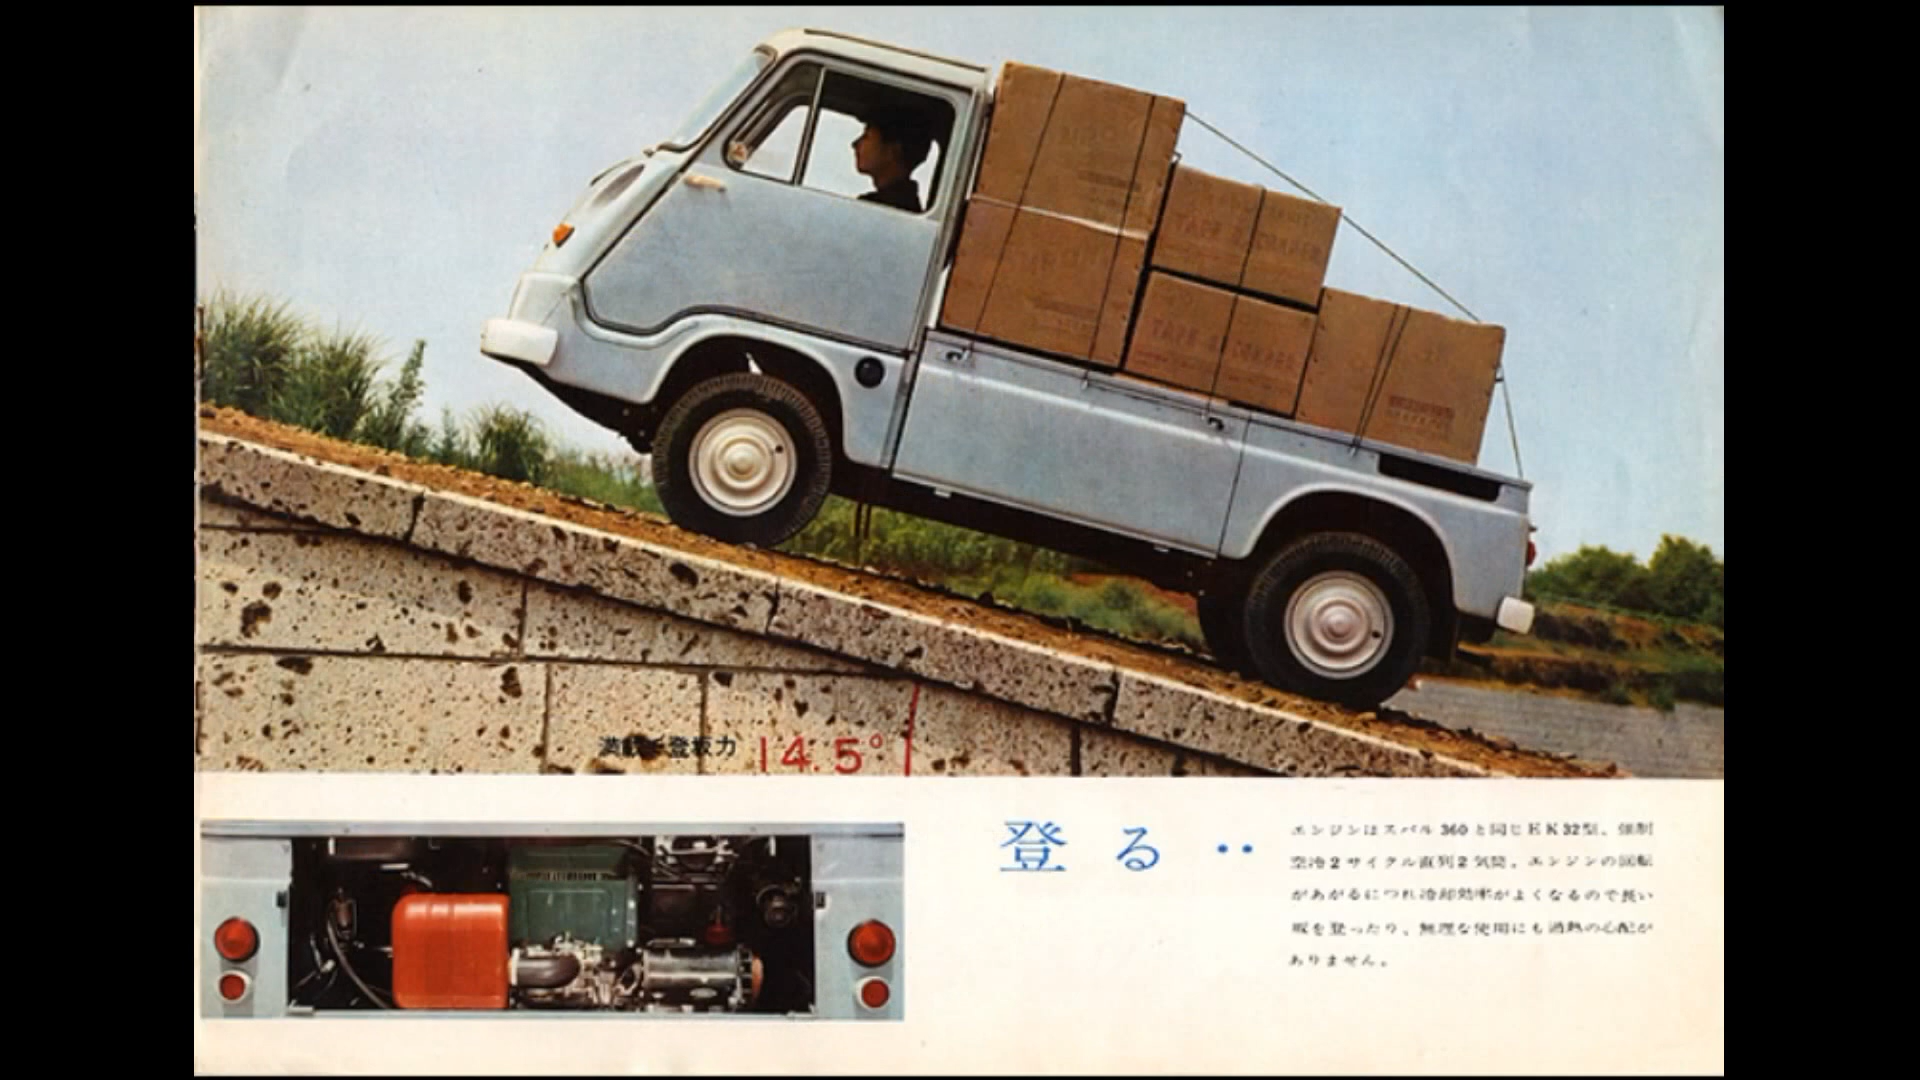 登坂力 14.5°
登る‥
エンジンはスバル360と同じEK32型、強制
空冷2サイクル直列2気筒。エンジンの回転
があがるにつれ冷却効率がよくなるので長い
坂を登ったり、無理な使用にも過熱の心配が
ありません。